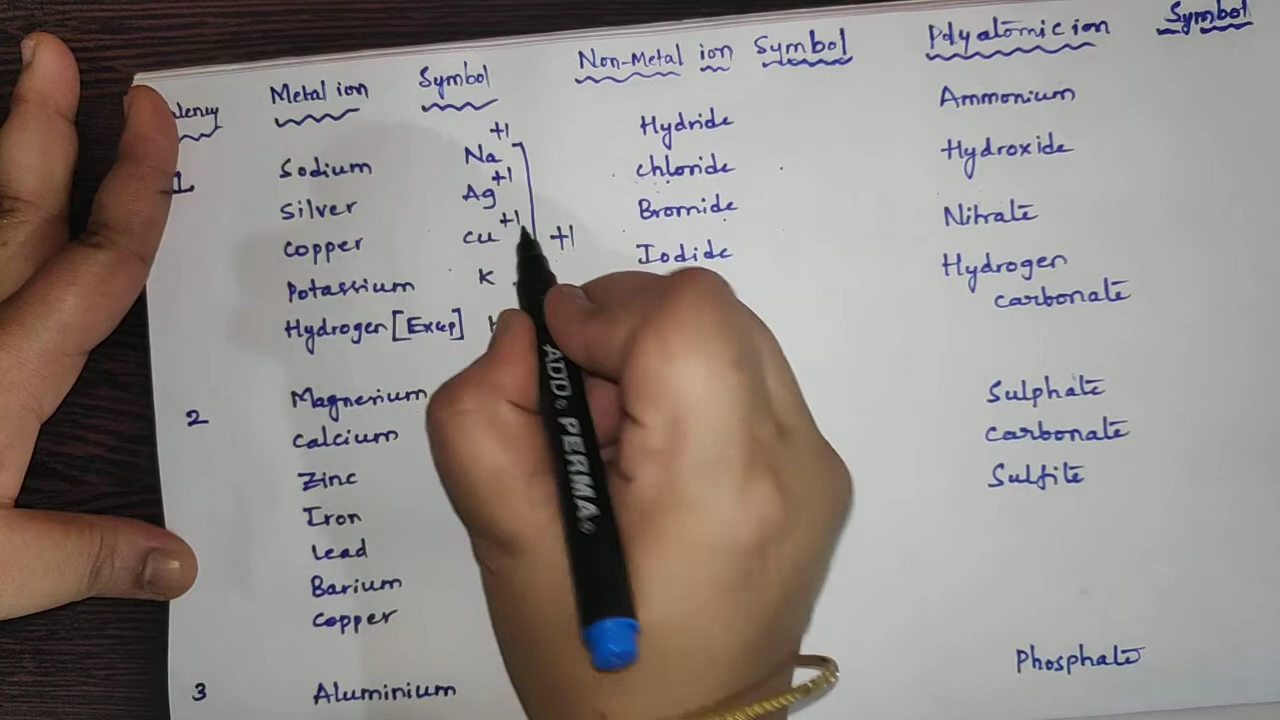 Metal ion Symbol Non-Metal ion Symbol Polyatomic ion Symbol
1 Sodium Na+1 Hydride Ammonium
Silver Ag+1 chloride Hydroxide
Copper cu+1 +1 Bromide Nitrate
Potassium K Iodide Hydrogen
carbonate
Hydrogen
2 Magnesium Sulphate
Calcium carbonate
Zinc Sulfite
Iron
Lead
Barium
Copper
Phosphate
3 Aluminium
ADD PERMA